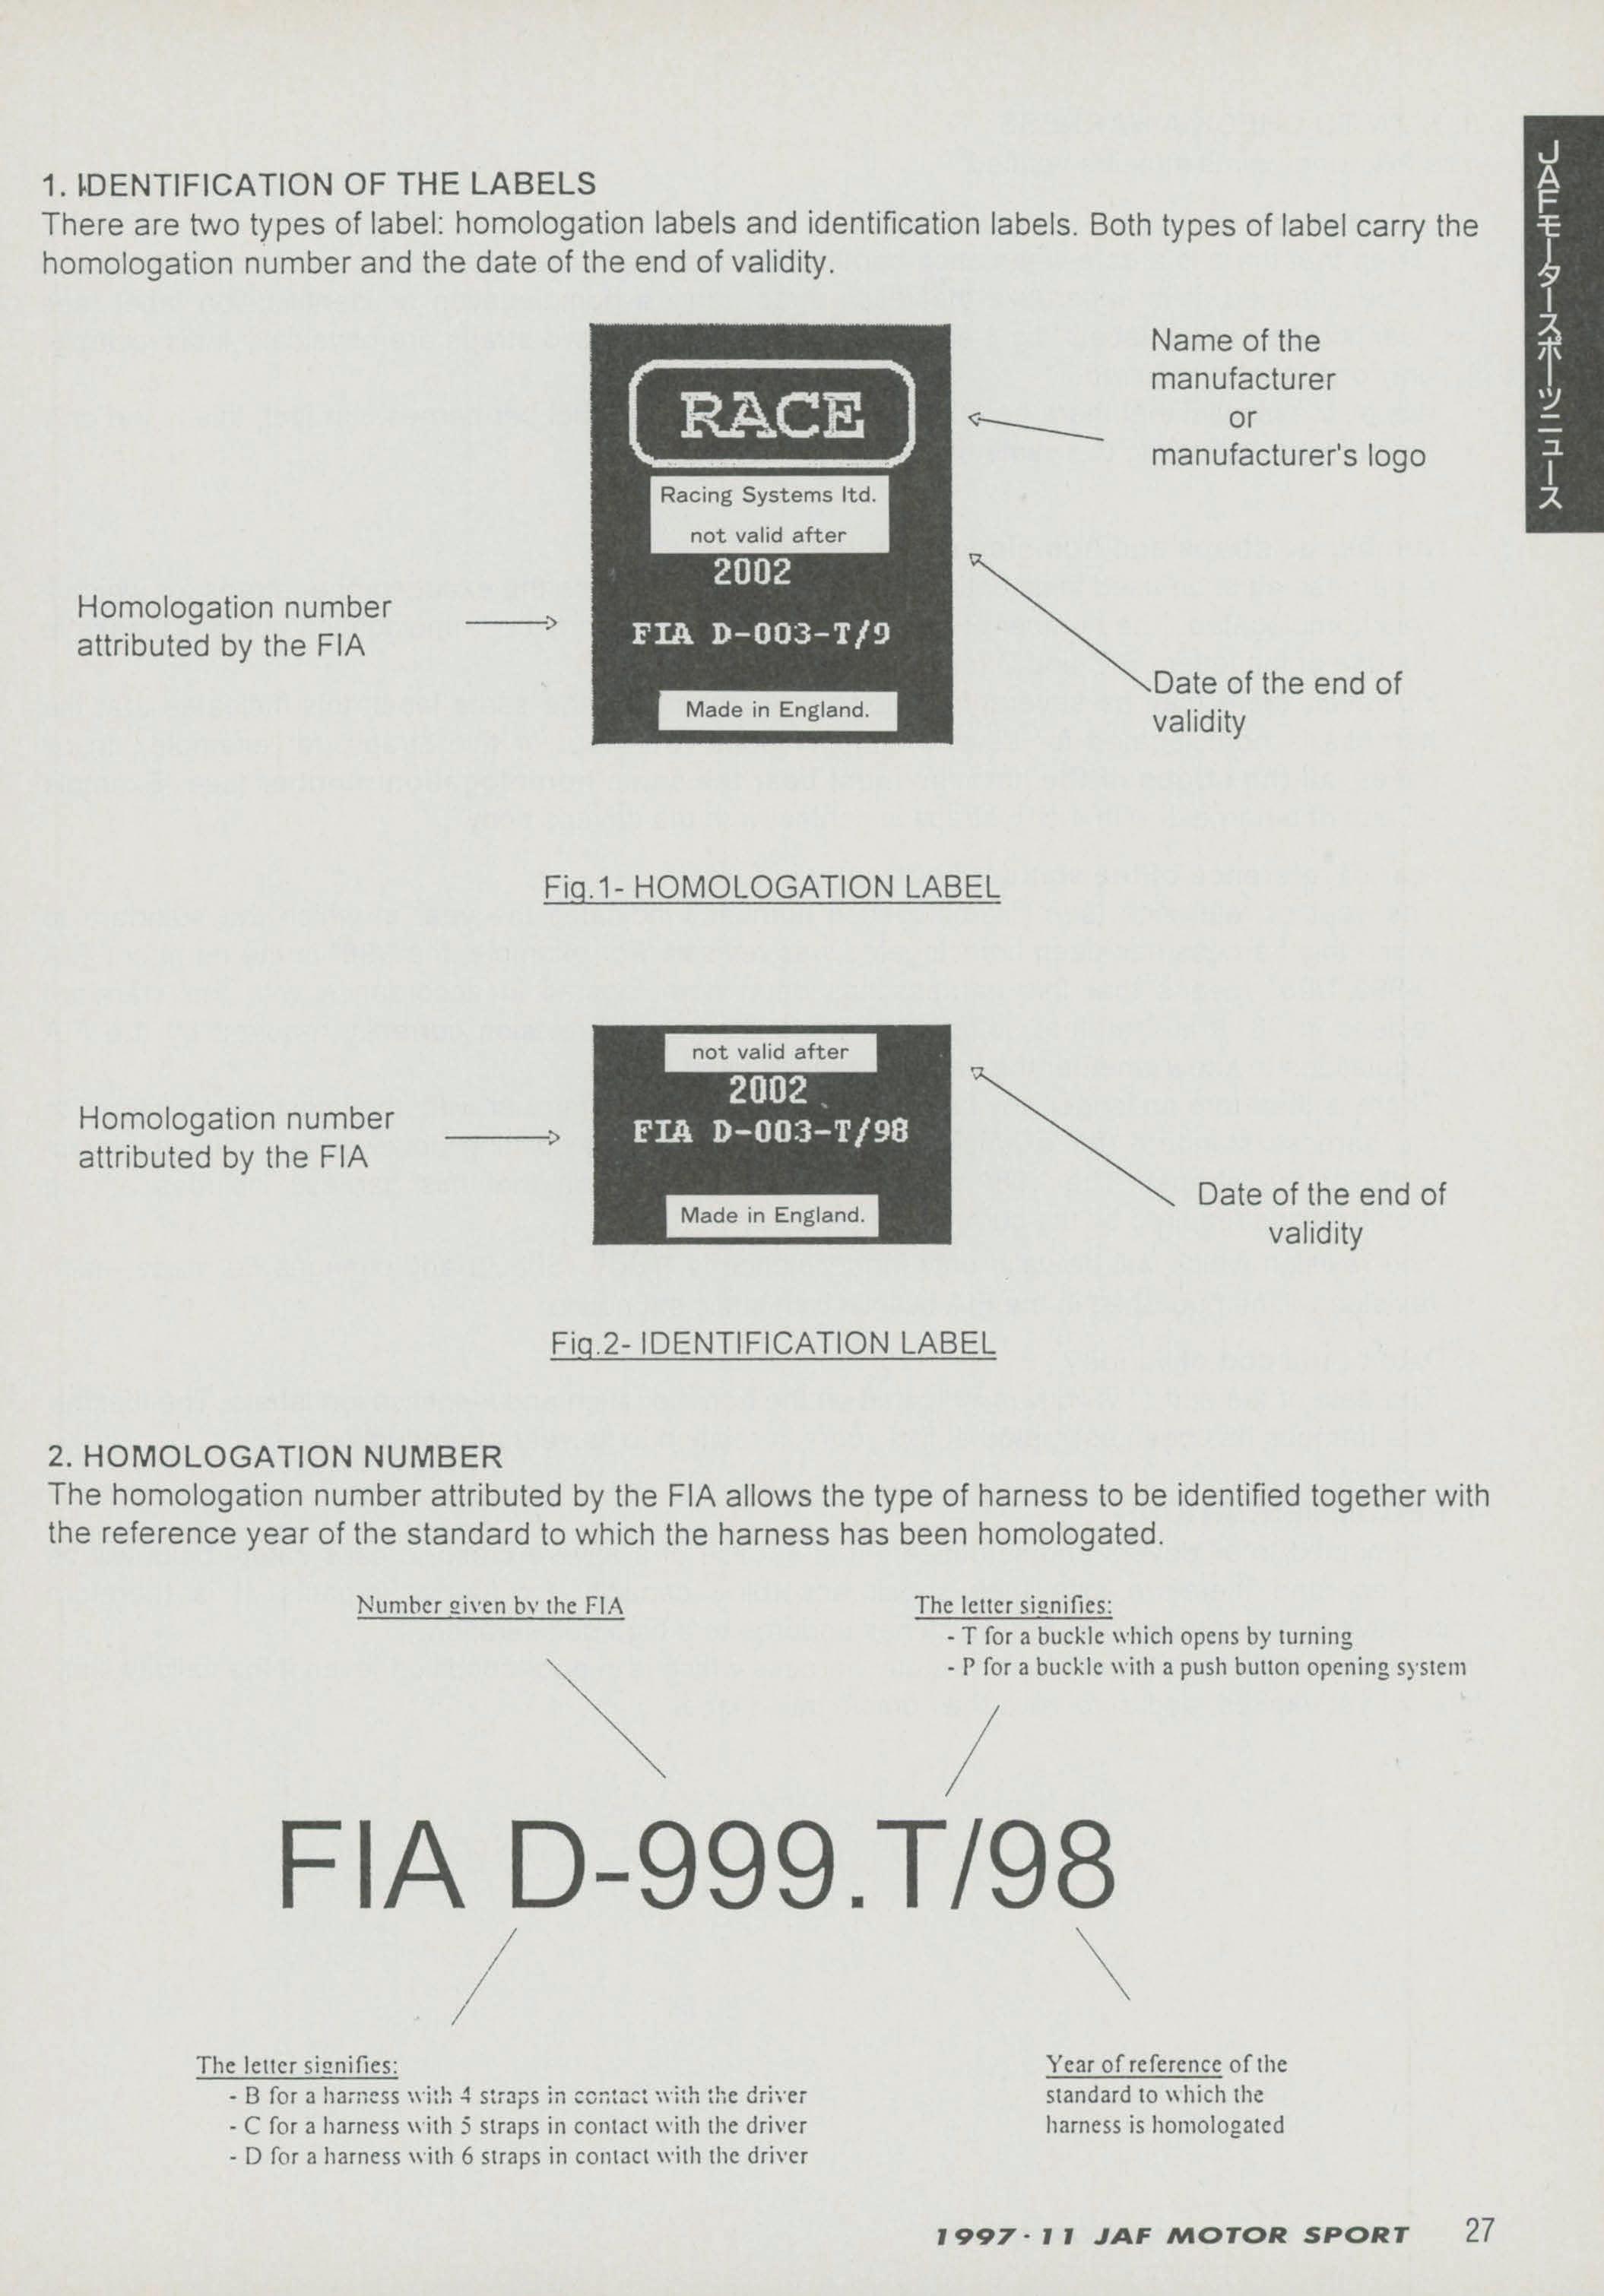 JAFモータースポーツニュース
1. IDENTIFICATION OF THE LABELS
There are two types of label: homologation labels and identification labels. Both types of label carry the
homologation number and the date of the end of validity.
RACE
Racing Systems ltd.
not valid after
2002
FIA D-003-T/9
Made in England.
Name of the
manufacturer
or
manufacturer's logo
Homologation number
attributed by the FIA
Date of the end of
validity
Fig.1- HOMOLOGATION LABEL
not valid after
2002
FIA D-003-T/98
Made in England.
Homologation number
attributed by the FIA
Date of the end of
validity
Fig.2- IDENTIFICATION LABEL
2. HOMOLOGATION NUMBER
The homologation number attributed by the FIA allows the type of harness to be identified together with
the reference year of the standard to which the harness has been homologated.
Number given by the FIA
The letter signifies:
- T for a buckle which opens by turning
- P for a buckle with a push button opening system
FIA D-999.T/98
The letter signifies:
- B for a harness with 4 straps in contact with the driver
- C for a harness with 5 straps in contact with the driver
- D for a harness with 6 straps in contact with the driver
Year of reference of the
standard to which the
harness is homologated
1997・11 JAF MOTOR SPORT 27